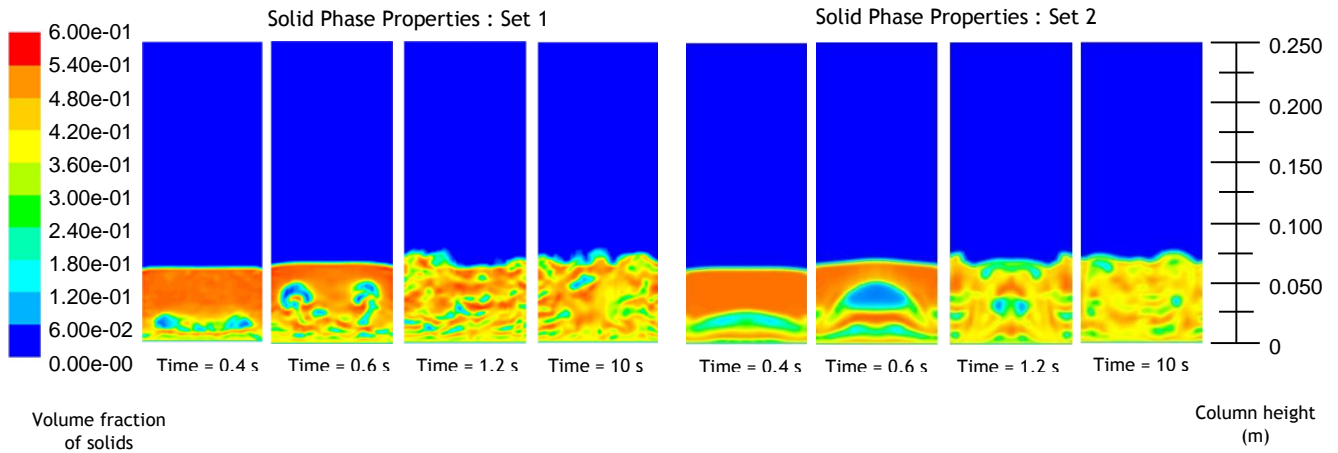 Solid Phase Properties : Set 1
Solid Phase Properties : Set 2
6.00e-01
5.40e-01
4.80e-01
4.20e-01
3.60e-01
3.00e-01
2.40e-01
1.80e-01
1.20e-01
6.00e-02
0.00e-00
0.250
0.200
0.150
0.100
0.050
0
Time = 0.4 s
Time = 0.6 s
Time = 1.2 s
Time = 10 s
Time = 0.4 s
Time = 0.6 s
Time = 1.2 s
Time = 10 s
Volume fraction
of solids
Column height
(m)